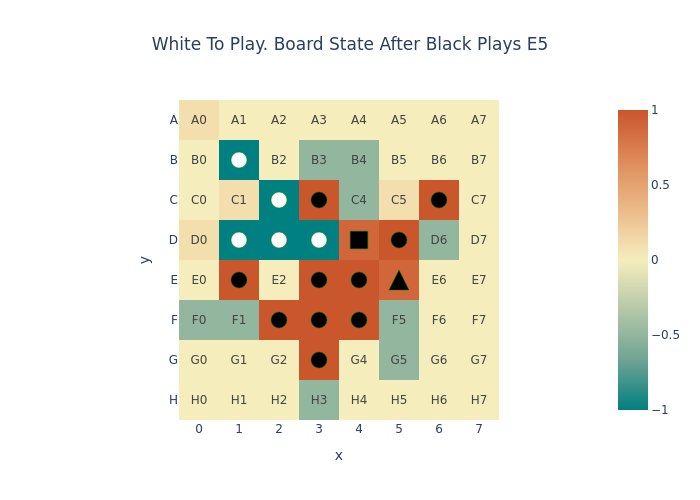 White To Play. Board State After Black Plays E5
A A0 A1 A2 A3 A4 A5 A6 A7
B B0 B2 B3 B4 B5 B6 B7
C C0 C1 C4 C5 C7
D D0 D6 D7
E E0 E2 E6 E7
F F0 F1 F5 F6 F7
G G0 G1 G2 G4 G5 G6 G7
H H0 H1 H2 H3 H4 H5 H6 H7
0 1 2 3 4 5 6 7
x
y
1
0.5
0
−0.5
−1